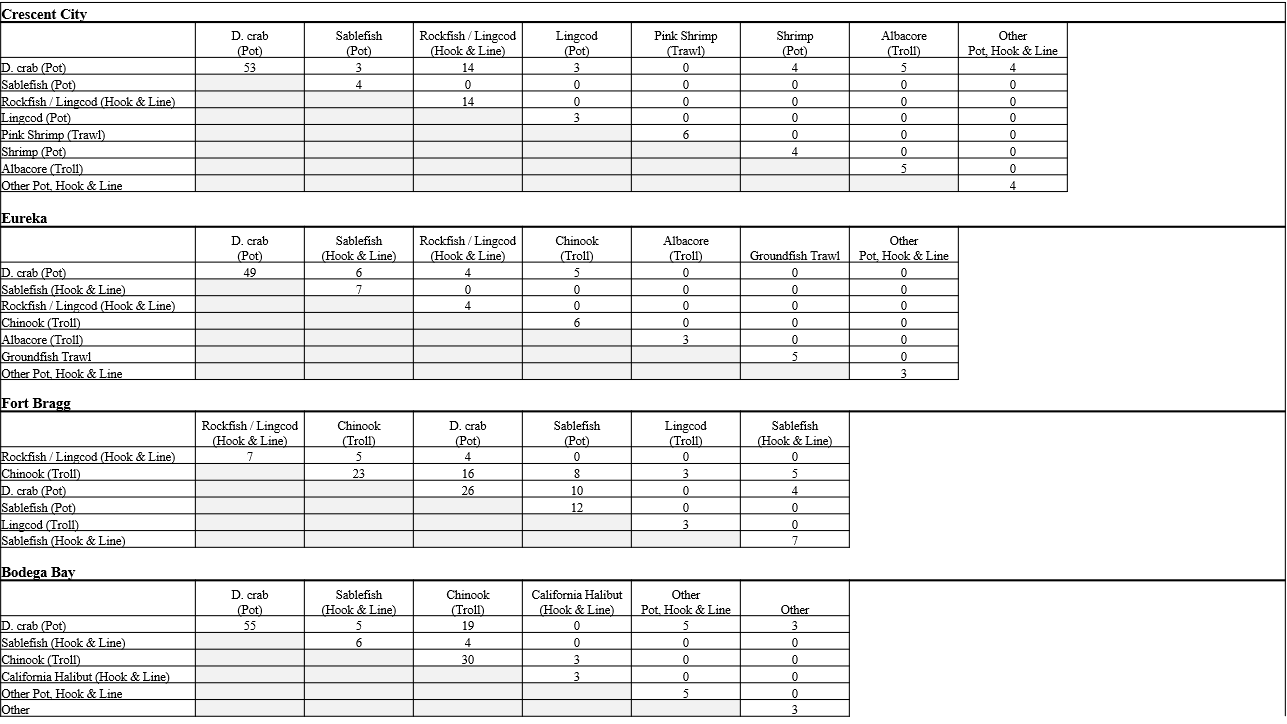 Crescent City
D. crab Sablefish Rockfish / Lingcod Lingcod Pink Shrimp Shrimp Albacore Other
(Pot) (Pot) (Hook & Line) (Pot) (Trawl) (Pot) (Troll) Pot, Hook & Line
D. crab (Pot) 53 3 14 3 0 4 5 4
Sablefish (Pot) 4 0 0 0 0 0 0
Rockfish / Lingcod (Hook & Line) 14 0 0 0 0 0
Lingcod (Pot) 3 0 0 0 0
Pink Shrimp (Trawl) 6 0 0 0
Shrimp (Pot) 4 0 0
Albacore (Troll) 5 0
Other Pot, Hook & Line 4
Eureka
D. crab Sablefish Rockfish / Lingcod Chinook Albacore Other
(Pot) (Hook & Line) (Hook & Line) (Troll) (Troll) Groundfish Trawl Pot, Hook & Line
D. crab (Pot) 49 6 4 5 0 0 0
Sablefish (Hook & Line) 7 0 0 0 0 0
Rockfish / Lingcod (Hook & Line) 4 0 0 0 0
Chinook (Troll) 6 0 0 0
Albacore (Troll) 3 0 0
Groundfish Trawl 5 0
Other Pot, Hook & Line 3
Fort Bragg
Rockfish / Lingcod Chinook D. crab Sablefish Lingcod Sablefish
(Hook & Line) (Troll) (Pot) (Pot) (Troll) (Hook & Line)
Rockfish / Lingcod (Hook & Line) 7 5 4 0 0 0
Chinook (Troll) 23 16 8 3 5
D. crab (Pot) 26 10 0 4
Sablefish (Pot) 12 0 0
Lingcod (Troll) 3 0
Sablefish (Hook & Line) 7
Bodega Bay
D. crab Sablefish Chinook California Halibut Other
(Pot) (Hook & Line) (Troll) (Hook & Line) Pot, Hook & Line Other
D. crab (Pot) 55 5 19 0 5 3
Sablefish (Hook & Line) 6 4 0 0 0
Chinook (Troll) 30 3 0 0
California Halibut (Hook & Line) 3 0 0
Other Pot, Hook & Line 5 0
Other 3